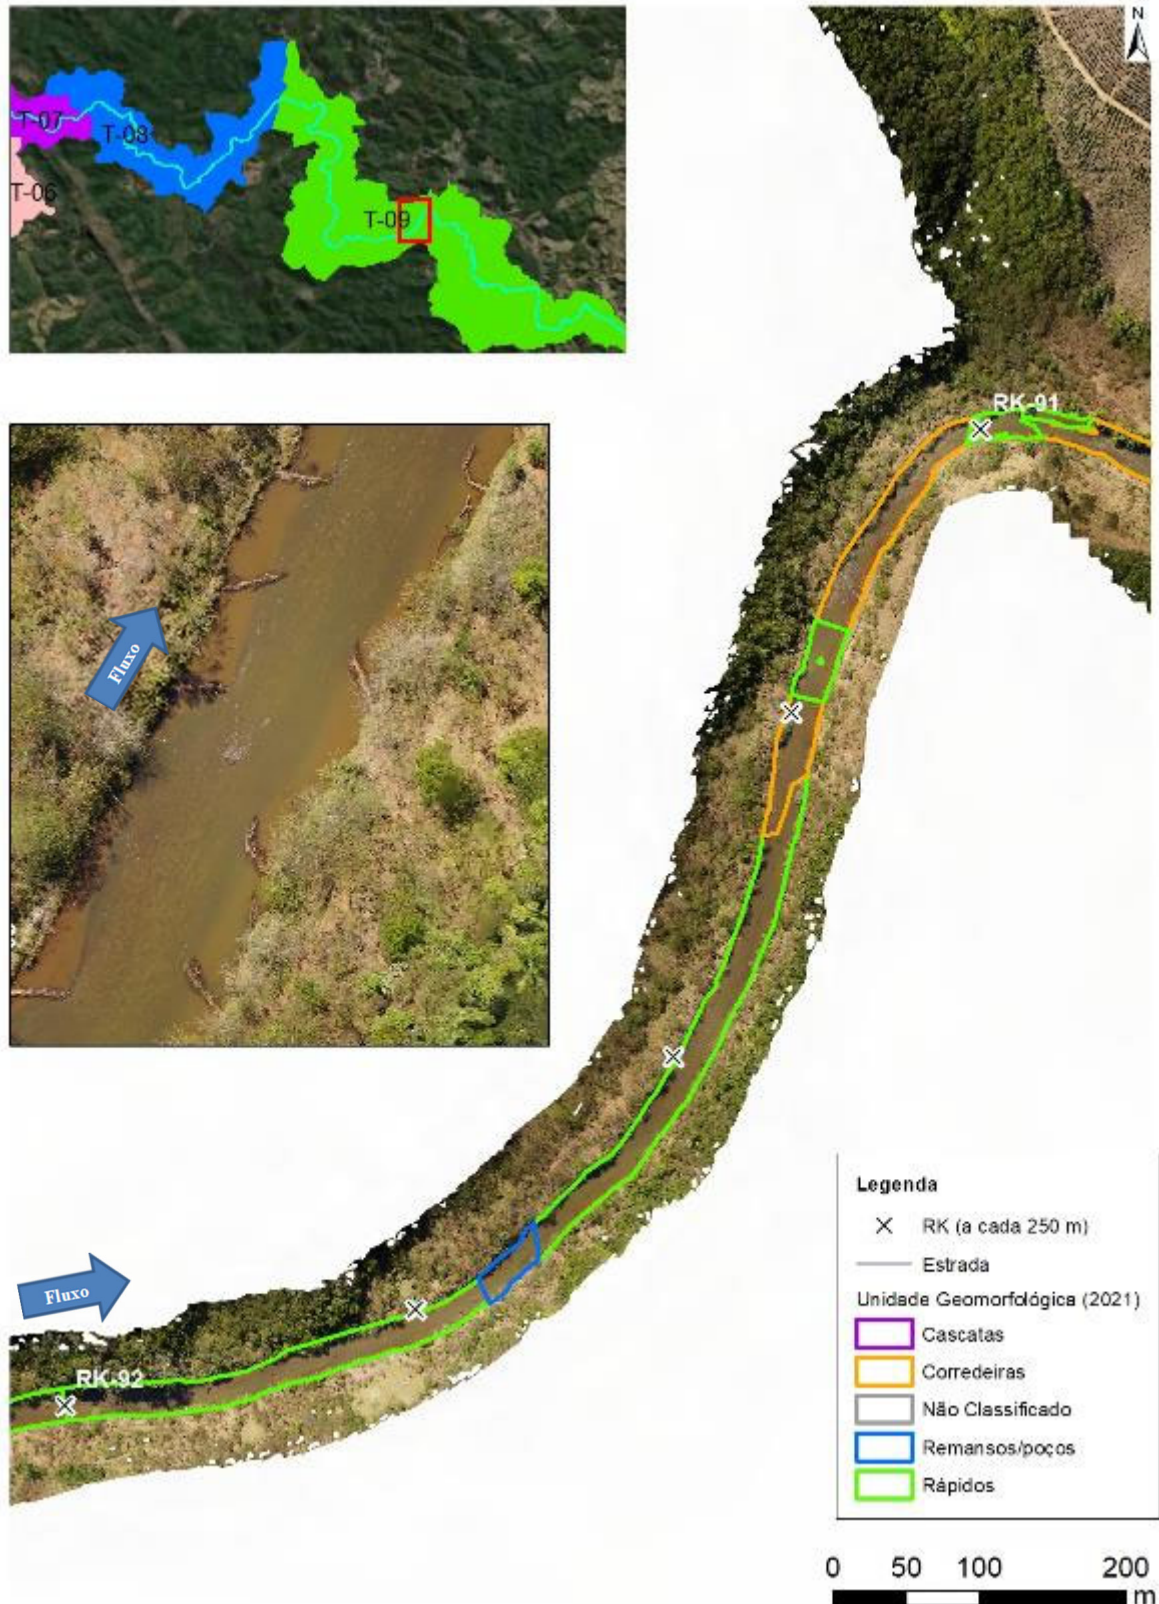 N
T-07
T-08
T-06
T-09
RK-91
Fluxo
Fluxo
RK-92
Legenda
RK (a cada 250 m)
Estrada
Unidade Geomorfológica (2021)
Cascatas
Corredeiras
Não Classificado
Remansos/poços
Rápidos
0 50 100 200
m